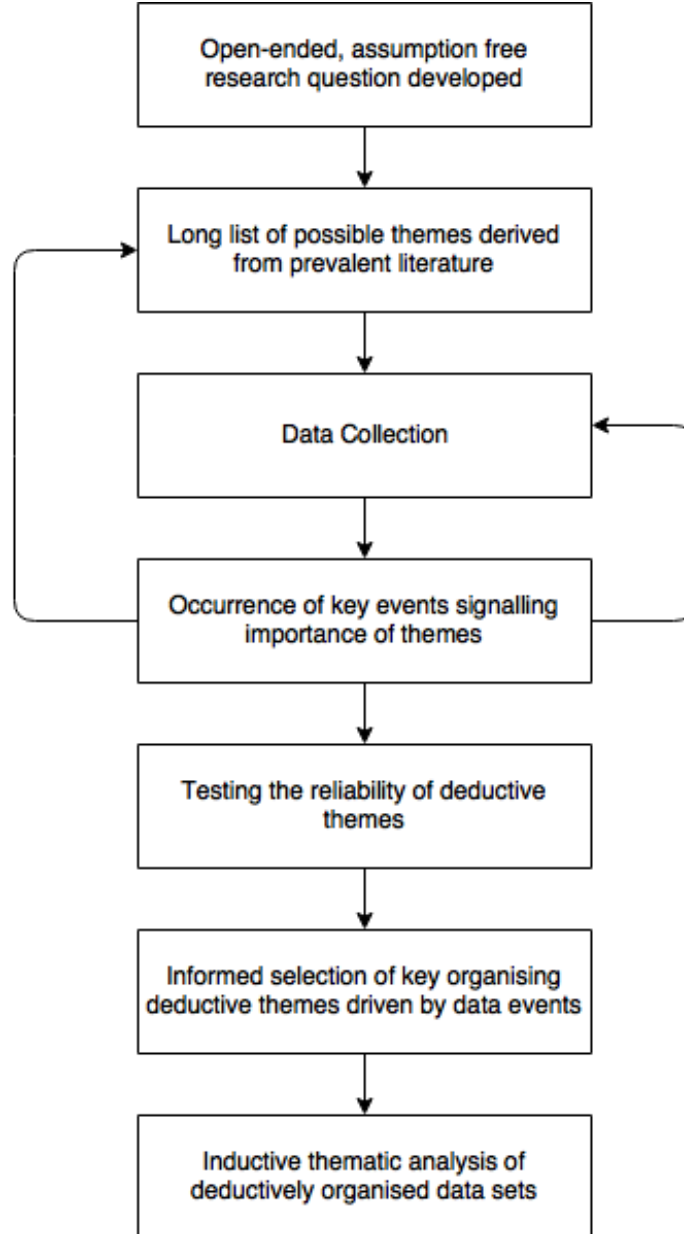 Open-ended, assumption free
research question developed
Long list of possible themes derived
from prevalent literature
Data Collection
Occurrence of key events signalling
importance of themes
Testing the reliability of deductive
themes
Informed selection of key organising
deductive themes driven by data events
Inductive thematic analysis of
deductively organised data sets